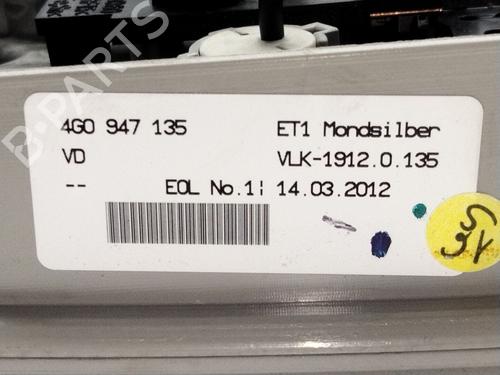 4G0 947 135 ET1 Mondsilber
VD VLK-1912.0.135
-- EOL No.1| 14.03.2012
B-PARTS